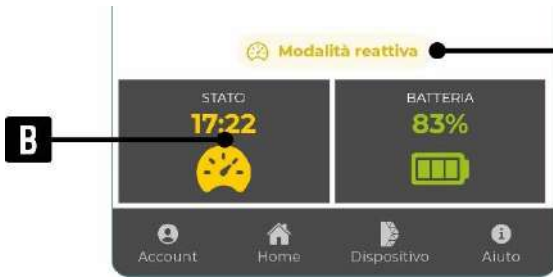 Modalità reattiva
STATO
17:22
BATTERIA
83%
B
Account Home Dispositivo Aiuto